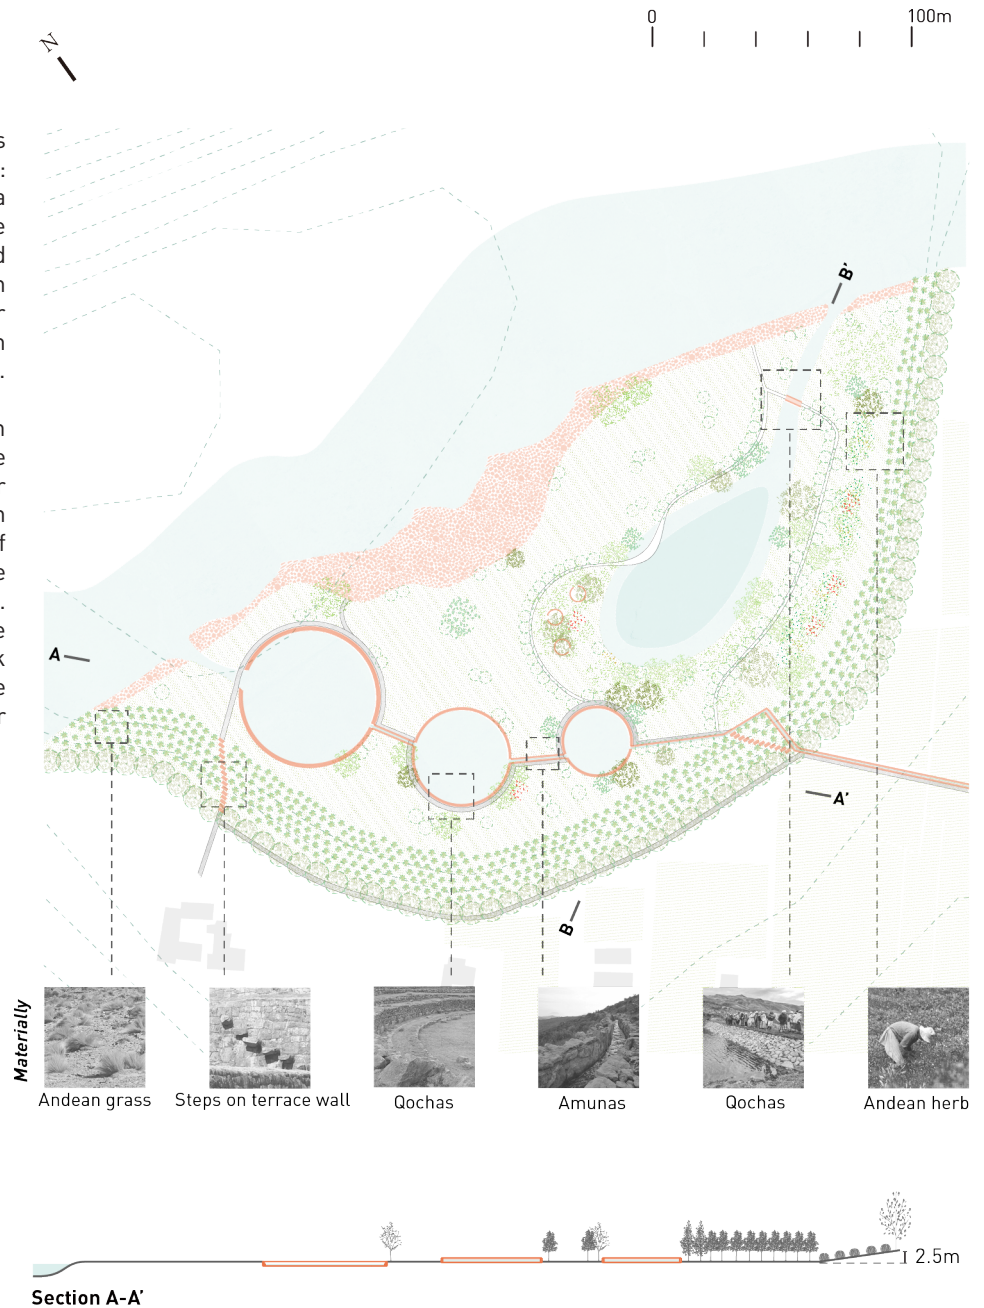 0 100m
N
s
:
a
e
d
n
r
n
.
n
e
r
n
f
e
.
e
k
e
r
B'
A
A'
B
Materially
Andean grass Steps on terrace wall Qochas Amunas Qochas Andean herb
2.5m
Section A-A'